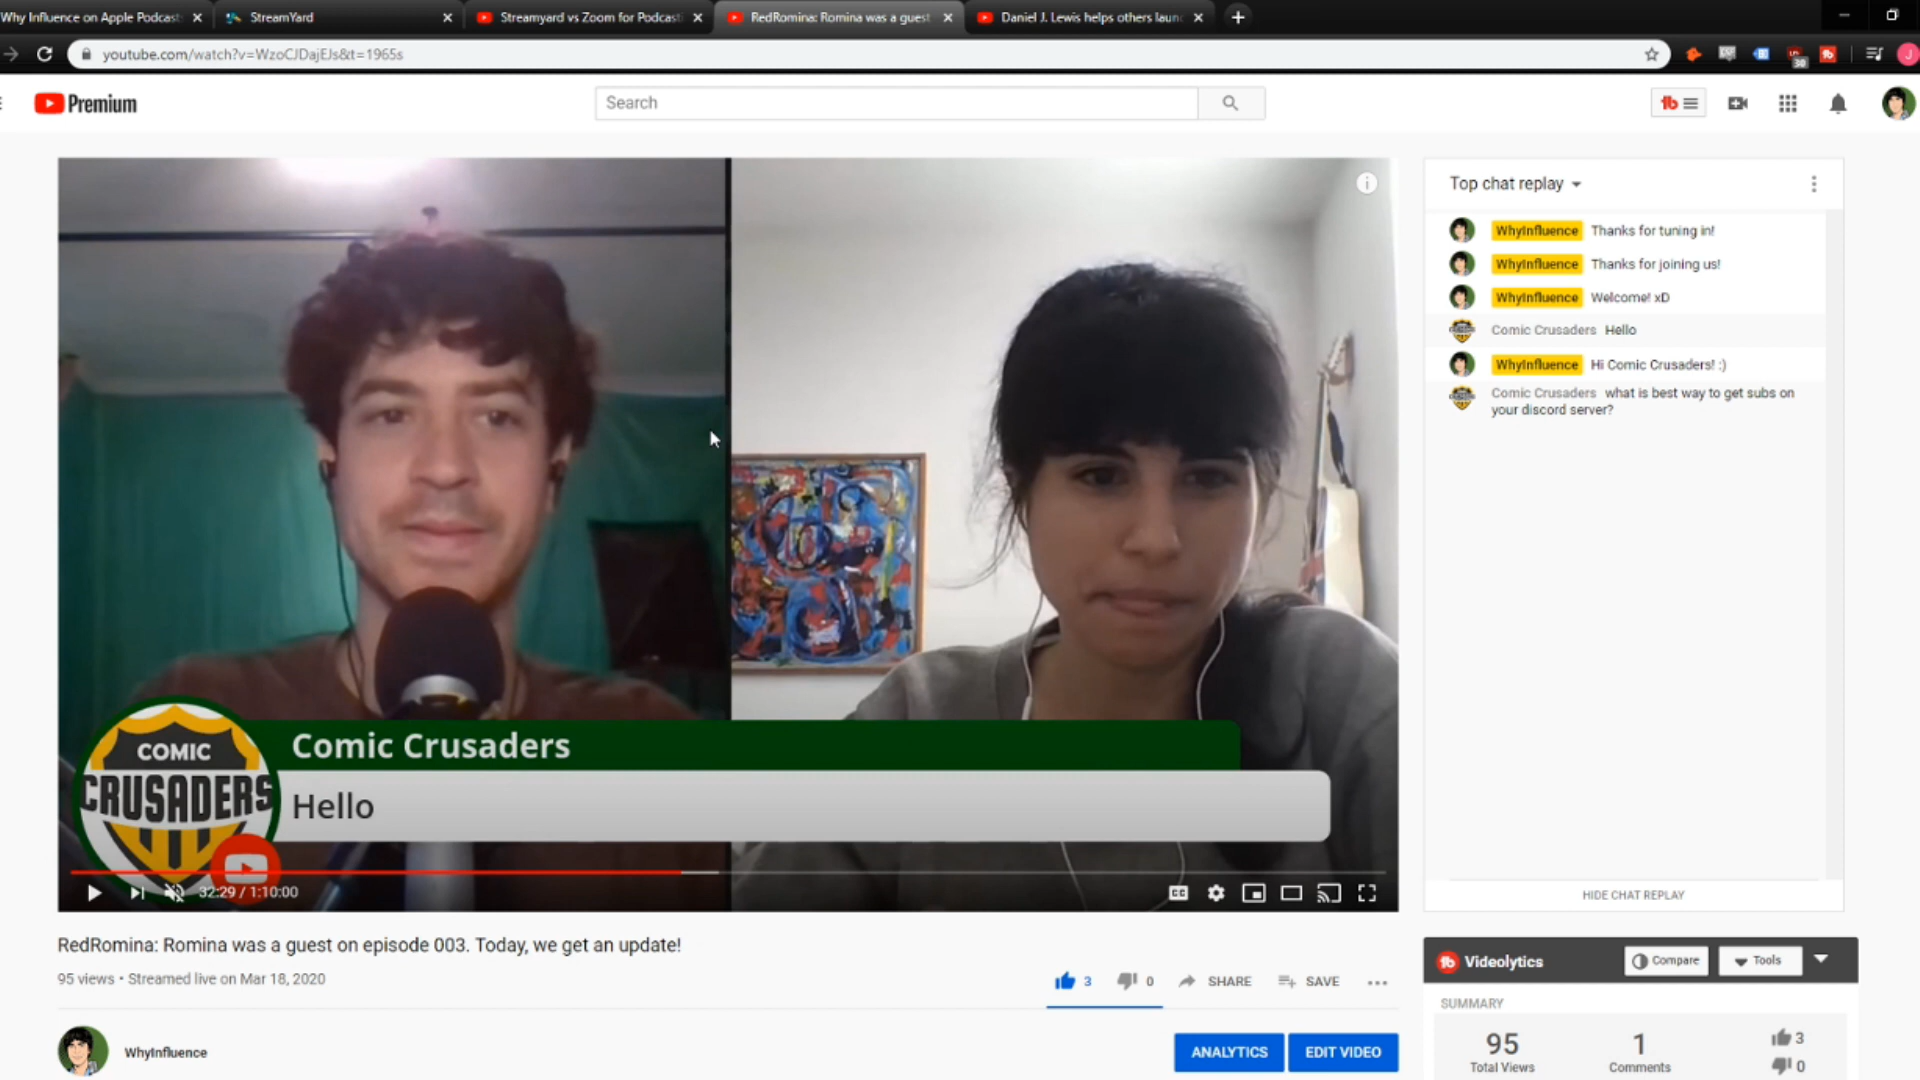 Why Influence on Apple Podcast
StreamYard
Streamyard vs Zoom for Podcasti
RedRomina: Romina was a guest
Daniel J. Lewis helps others laun
youtube.com/watch?v=WzoCJDajEJs&t=1965s
30
J
Premium
Search
Top chat replay
WhyInfluence Thanks for tuning in!
WhyInfluence Thanks for joining us!
WhyInfluence Welcome! xD
Comic Crusaders Hello
WhyInfluence Hi Comic Crusaders! :)
Comic Crusaders what is best way to get subs on
your discord server?
HIDE CHAT REPLAY
COMIC
CRUSADERS
Comic Crusaders
Hello
32:29 / 1:10:00
CC
RedRomina: Romina was a guest on episode 003. Today, we get an update!
95 views • Streamed live on Mar 18, 2020
3
0
SHARE
SAVE
WhyInfluence
ANALYTICS
EDIT VIDEO
Videolytics
Compare
Tools
SUMMARY
95
Total Views
1
Comments
3
0